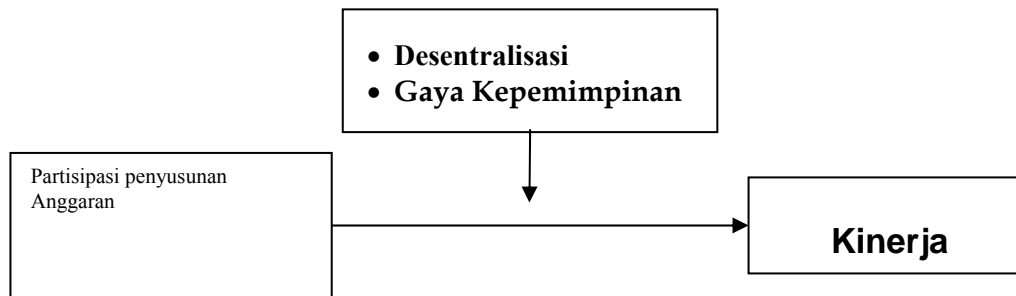 • Desentralisasi
• Gaya Kepemimpinan
Partisipasi penyusunan
Anggaran
Kinerja